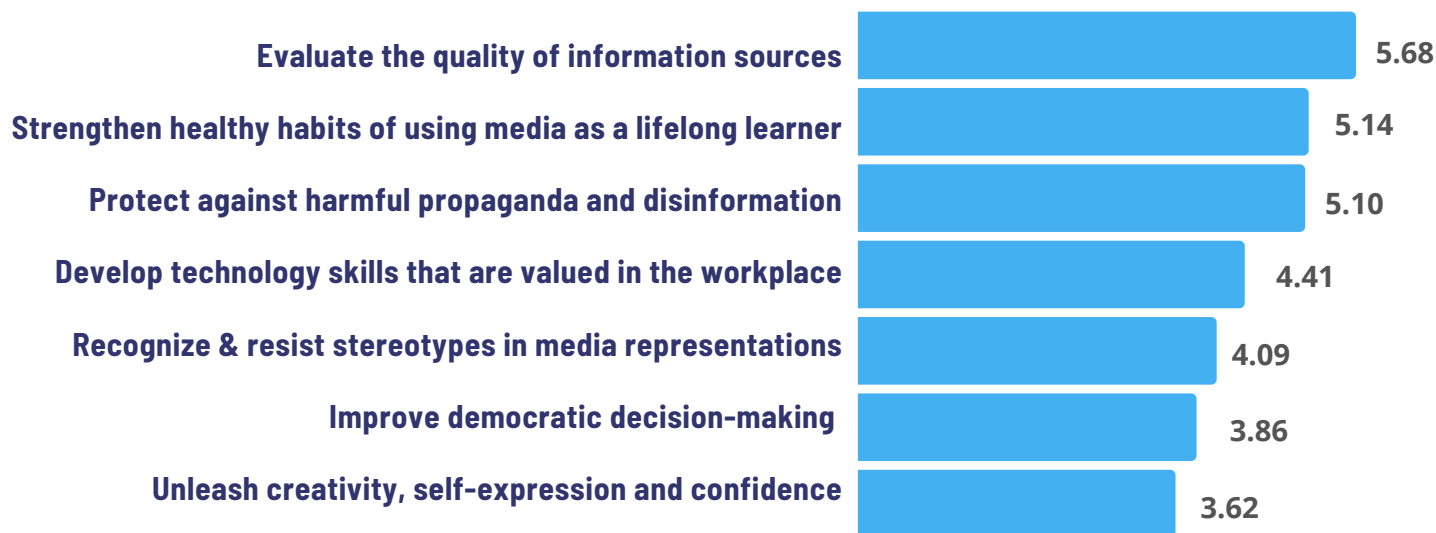 Evaluate the quality of information sources 5.68
Strengthen healthy habits of using media as a lifelong learner 5.14
Protect against harmful propaganda and disinformation 5.10
Develop technology skills that are valued in the workplace 4.41
Recognize & resist stereotypes in media representations 4.09
Improve democratic decision-making 3.86
Unleash creativity, self-expression and confidence 3.62